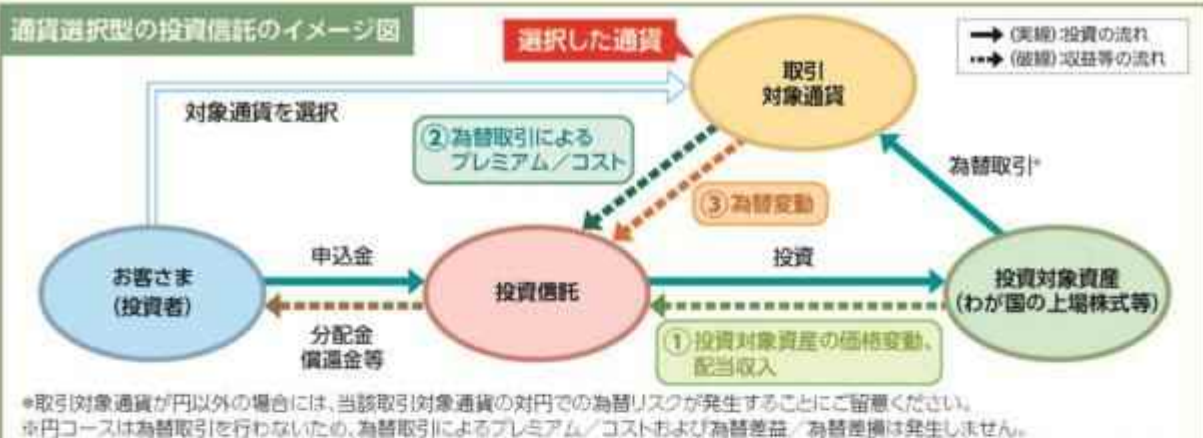 通貨選択型の投資信託のイメージ図
選択した通貨
取引
対象通貨
→(実線):投資の流れ
(破線):収益等の流れ
対象通貨を選択
②為替取引による
プレミアム/コスト
為替取引*
③為替変動
お客さま
(投資者)
申込金
分配金
償還金等
投資信託
投資
①投資対象資産の価格変動、
配当収入
投資対象資産
(わが国の上場株式等)
*取引対象通貨が円以外の場合には、当該取引対象通貨の対円での為替リスクが発生することにご留意ください。
※円コースは為替取引を行わないため、為替取引によるプレミアム/コストおよび為替差益/為替差損は発生しません。